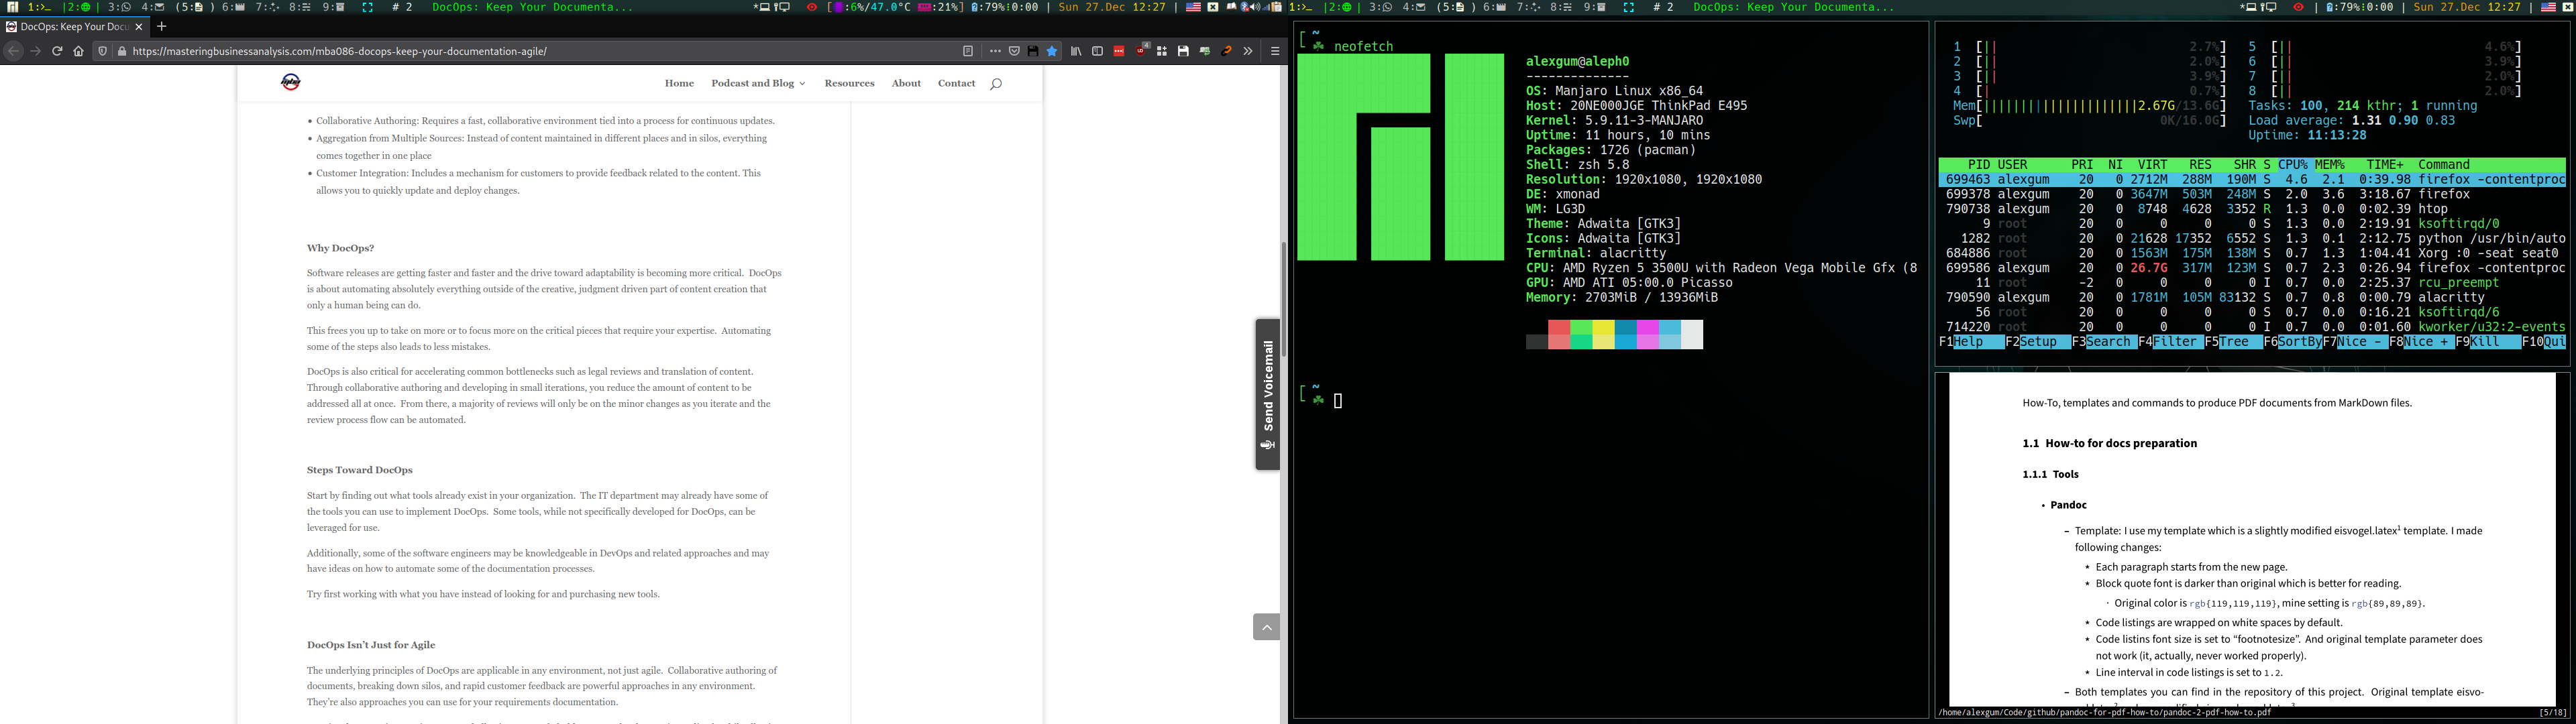 1:>_ |2: | 3: 4: (5: ) 6: 7: 8: 9: # 2 DocOps: Keep Your Documenta... [ :6%/47.0°C :21%] :79%:0:00 | Sun 27.Dec 12:27 |
DocOps: Keep Your Docu
https://masteringbusinessanalysis.com/mba086-docops-keep-your-documentation-agile/
Home Podcast and Blog Resources About Contact
• Collaborative Authoring: Requires a fast, collaborative environment tied into a process for continuous updates.
• Aggregation from Multiple Sources: Instead of content maintained in different places and in silos, everything
comes together in one place
• Customer Integration: Includes a mechanism for customers to provide feedback related to the content. This
allows you to quickly update and deploy changes.
Why DocOps?
Software releases are getting faster and faster and the drive toward adaptability is becoming more critical. DocOps
is about automating absolutely everything outside of the creative, judgment driven part of content creation that
only a human being can do.
This frees you up to take on more or to focus more on the critical pieces that require your expertise. Automating
some of the steps also leads to less mistakes.
DocOps is also critical for accelerating common bottlenecks such as legal reviews and translation of content.
Through collaborative authoring and developing in small iterations, you reduce the amount of content to be
addressed all at once. From there, a majority of reviews will only be on the minor changes as you iterate and the
review process flow can be automated.
Steps Toward DocOps
Start by finding out what tools already exist in your organization. The IT department may already have some of
the tools you can use to implement DocOps. Some tools, while not specifically developed for DocOps, can be
leveraged for use.
Additionally, some of the software engineers may be knowledgeable in DevOps and related approaches and may
have ideas on how to automate some of the documentation processes.
Try first working with what you have instead of looking for and purchasing new tools.
DocOps Isn't Just for Agile
The underlying principles of DocOps are applicable in any environment, not just agile. Collaborative authoring of
documents, breaking down silos, and rapid customer feedback are powerful approaches in any environment.
They're also approaches you can use for your requirements documentation.
Send Voicemail
1:>_ |2: | 3: 4: (5: ) 6: 7: 8: 9: # 2 DocOps: Keep Your Documenta... | :79%:0:00 | Sun 27.Dec 12:27 |
~
neofetch
alexgum@aleph0
--------------
OS: Manjaro Linux x86_64
Host: 20NE000JGE ThinkPad E495
Kernel: 5.9.11-3-MANJARO
Uptime: 11 hours, 10 mins
Packages: 1726 (pacman)
Shell: zsh 5.8
Resolution: 1920x1080, 1920x1080
DE: xmonad
WM: LG3D
Theme: Adwaita [GTK3]
Icons: Adwaita [GTK3]
Terminal: alacritty
CPU: AMD Ryzen 5 3500U with Radeon Vega Mobile Gfx (8
GPU: AMD ATI 05:00.0 Picasso
Memory: 2703MiB / 13936MiB
~
1 [|| 2.7%] 5 [|| 4.6%]
2 [|| 2.0%] 6 [|| 3.9%]
3 [|| 3.9%] 7 [|| 2.0%]
4 [| 0.7%] 8 [|| 2.0%]
Mem[|||||||||||||||||||||2.67G/13.6G] Tasks: 100, 214 kthr; 1 running
Swp[ 0K/16.0G] Load average: 1.31 0.90 0.83
Uptime: 11:13:28
PID USER PRI NI VIRT RES SHR S CPU% MEM% TIME+ Command
699463 alexgum 20 0 2712M 288M 190M S 4.6 2.1 0:39.98 firefox -contentproc
699378 alexgum 20 0 3647M 503M 248M S 2.0 3.6 3:18.67 firefox
790738 alexgum 20 0 8748 4628 3352 R 1.3 0.0 0:02.39 htop
9 root 20 0 0 0 0 S 1.3 0.0 2:19.91 ksoftirqd/0
1282 root 20 0 21628 17352 6552 S 1.3 0.1 2:12.75 python /usr/bin/auto
684886 root 20 0 1563M 175M 138M S 0.7 1.3 1:04.41 Xorg :0 -seat seat0
699586 alexgum 20 0 26.7G 317M 123M S 0.7 2.3 0:26.94 firefox -contentproc
11 root -2 0 0 0 0 I 0.7 0.0 2:25.37 rcu_preempt
790590 alexgum 20 0 1781M 105M 83132 S 0.7 0.8 0:00.79 alacritty
56 root 20 0 0 0 0 S 0.7 0.0 0:16.21 ksoftirqd/6
714220 root 20 0 0 0 0 I 0.7 0.0 0:01.60 kworker/u32:2-events
F1Help F2Setup F3Search F4Filter F5Tree F6SortByF7Nice -F8Nice +F9Kill F10Qui
How-To, templates and commands to produce PDF documents from MarkDown files.
1.1 How-to for docs preparation
1.1.1 Tools
• Pandoc
– Template: I use my template which is a slightly modified eisvogel.latex1 template. I made
following changes:
* Each paragraph starts from the new page.
* Block quote font is darker than original which is better for reading.
· Original color is rgb{119,119,119}, mine setting is rgb{89,89,89}.
* Code listings are wrapped on white spaces by default.
* Code listins font size is set to “footnotesize”. And original template parameter does
not work (it, actually, never worked properly).
* Line interval in code listings is set to 1.2.
– Both templates you can find in the repository of this project. Original template eisvo-
/home/alexgum/Code/github/pandoc-for-pdf-how-to/pandoc-2-pdf-how-to.pdf [5/18]